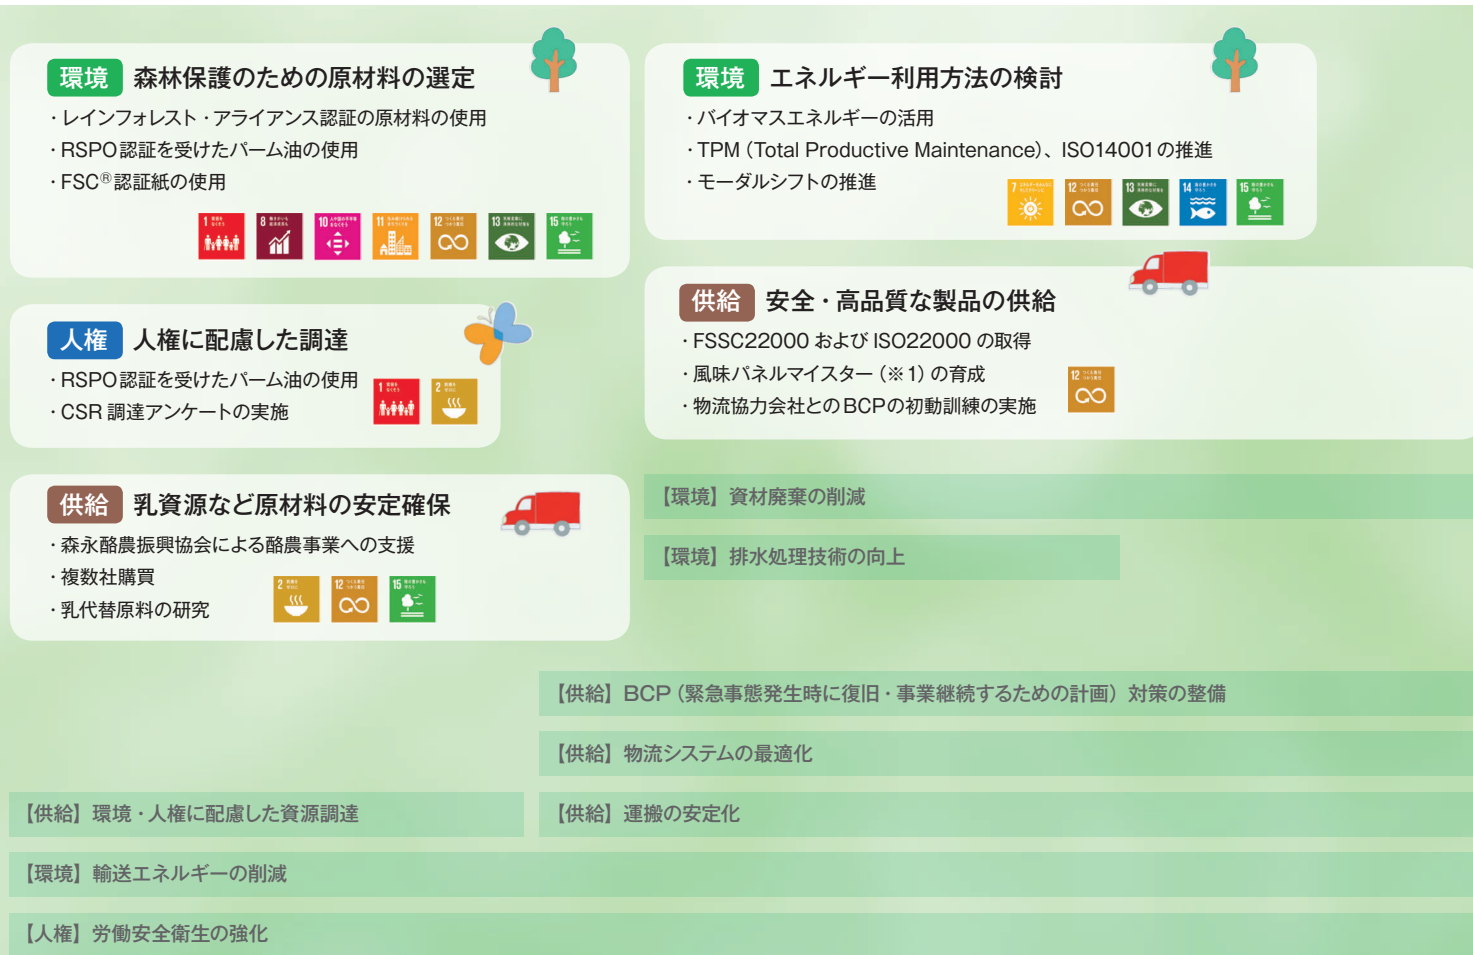 環境 森林保護のための原材料の選定
・レインフォレスト・アライアンス認証の原材料の使用
・RSPO認証を受けたパーム油の使用
・FSC®認証紙の使用
1 8 10 11 12 13 15
人権 人権に配慮した調達
・RSPO認証を受けたパーム油の使用
・CSR 調達アンケートの実施
1 2
供給 乳資源など原材料の安定確保
・森永酪農振興協会による酪農事業への支援
・複数社購買
・乳代替原料の研究
2 12 15
環境 エネルギー利用方法の検討
・バイオマスエネルギーの活用
・TPM（Total Productive Maintenance）、ISO14001の推進
・モーダルシフトの推進
7 12 13 14 15
供給 安全・高品質な製品の供給
・FSSC22000 および ISO22000 の取得
・風味パネルマイスター（※1）の育成
・物流協力会社とのBCPの初動訓練の実施
12
【環境】資材廃棄の削減
【環境】排水処理技術の向上
【供給】BCP（緊急事態発生時に復旧・事業継続するための計画）対策の整備
【供給】物流システムの最適化
【供給】環境・人権に配慮した資源調達
【供給】運搬の安定化
【環境】輸送エネルギーの削減
【人権】労働安全衛生の強化